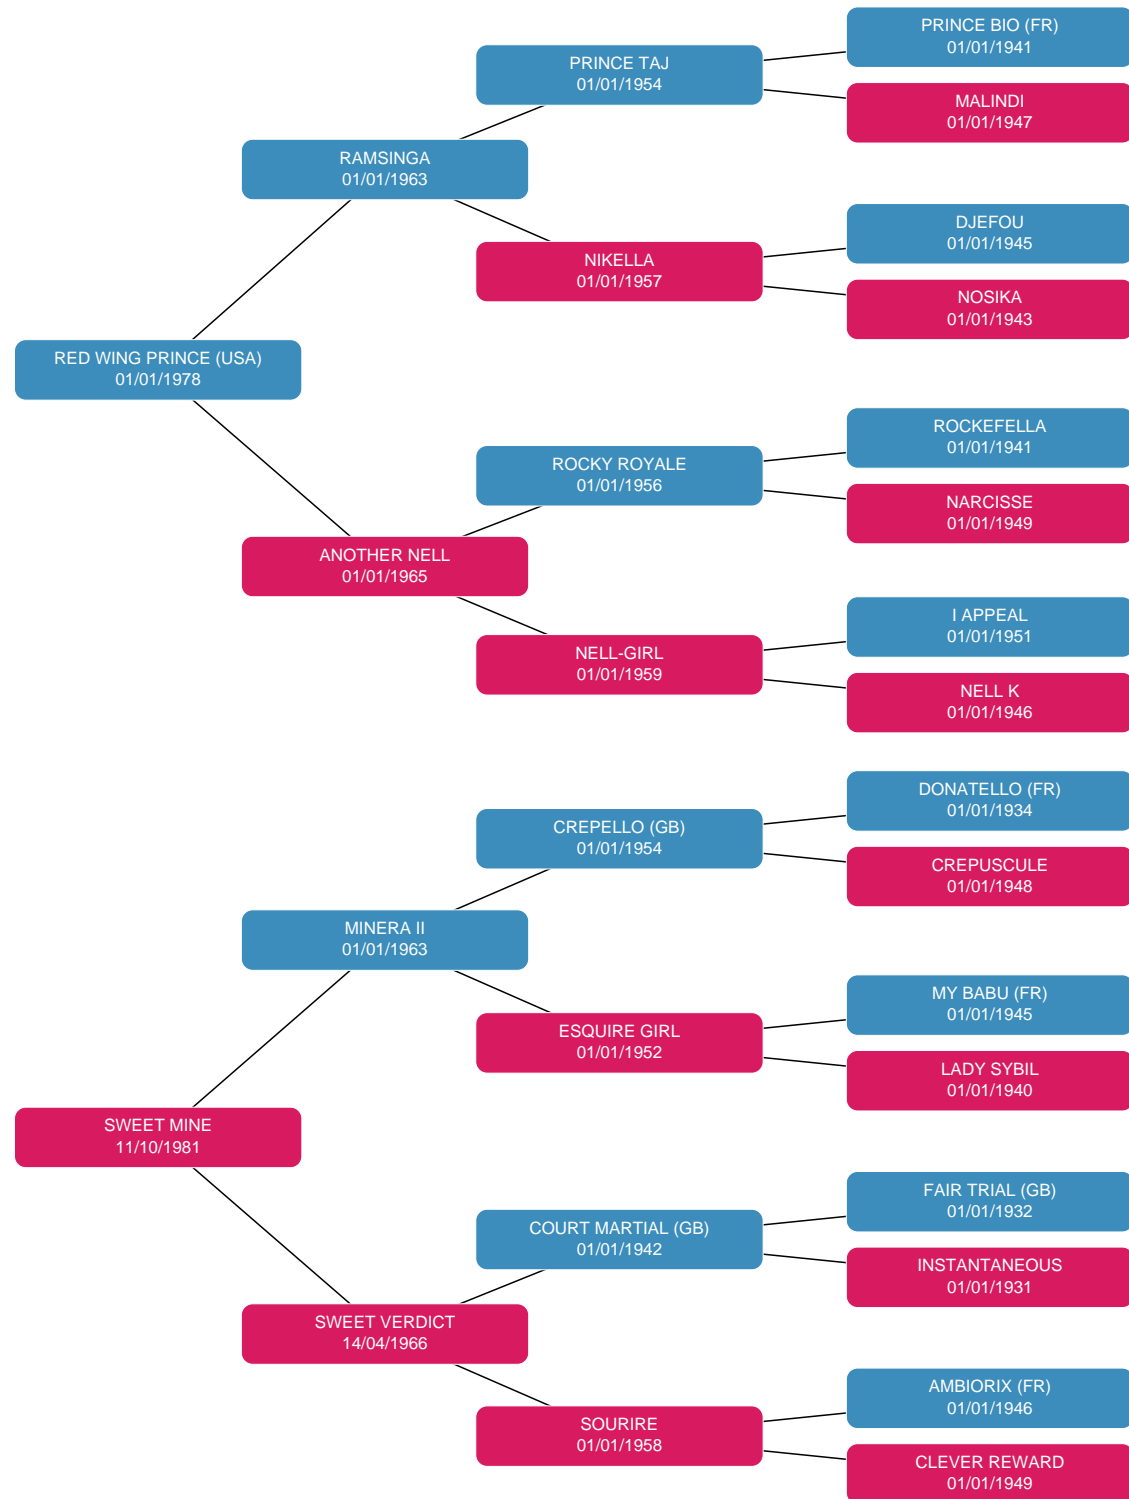 PRINCE BIO (FR)
01/01/1941
PRINCE TAJ
01/01/1954
MALINDI
01/01/1947
RAMSINGA
01/01/1963
DJEFOU
01/01/1945
NIKELLA
01/01/1957
NOSIKA
01/01/1943
RED WING PRINCE (USA)
01/01/1978
ROCKEFELLA
01/01/1941
ROCKY ROYALE
01/01/1956
NARCISSE
01/01/1949
ANOTHER NELL
01/01/1965
I APPEAL
01/01/1951
NELL-GIRL
01/01/1959
NELL K
01/01/1946
DONATELLO (FR)
01/01/1934
CREPELLO (GB)
01/01/1954
CREPUSCULE
01/01/1948
MINERA II
01/01/1963
MY BABU (FR)
01/01/1945
ESQUIRE GIRL
01/01/1952
LADY SYBIL
01/01/1940
SWEET MINE
11/10/1981
FAIR TRIAL (GB)
01/01/1932
COURT MARTIAL (GB)
01/01/1942
INSTANTANEOUS
01/01/1931
SWEET VERDICT
14/04/1966
AMBIORIX (FR)
01/01/1946
SOURIRE
01/01/1958
CLEVER REWARD
01/01/1949